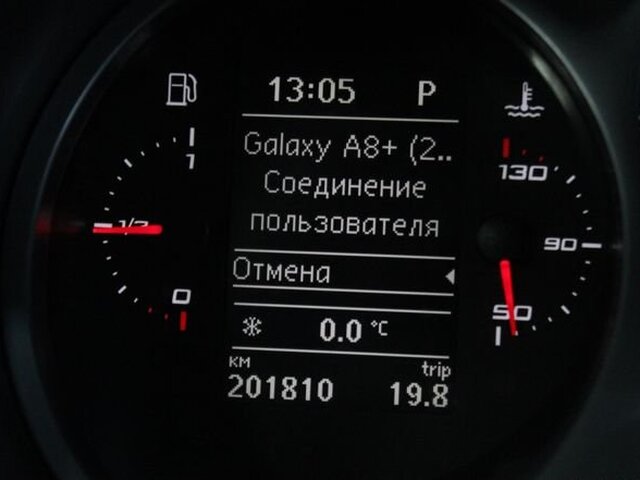 13:05 P
Galaxy A8+ (2..
Соединение
пользователя
Отмена
0.0 °C
км trip
201810 19.8
1
1/2
0
130
90
50